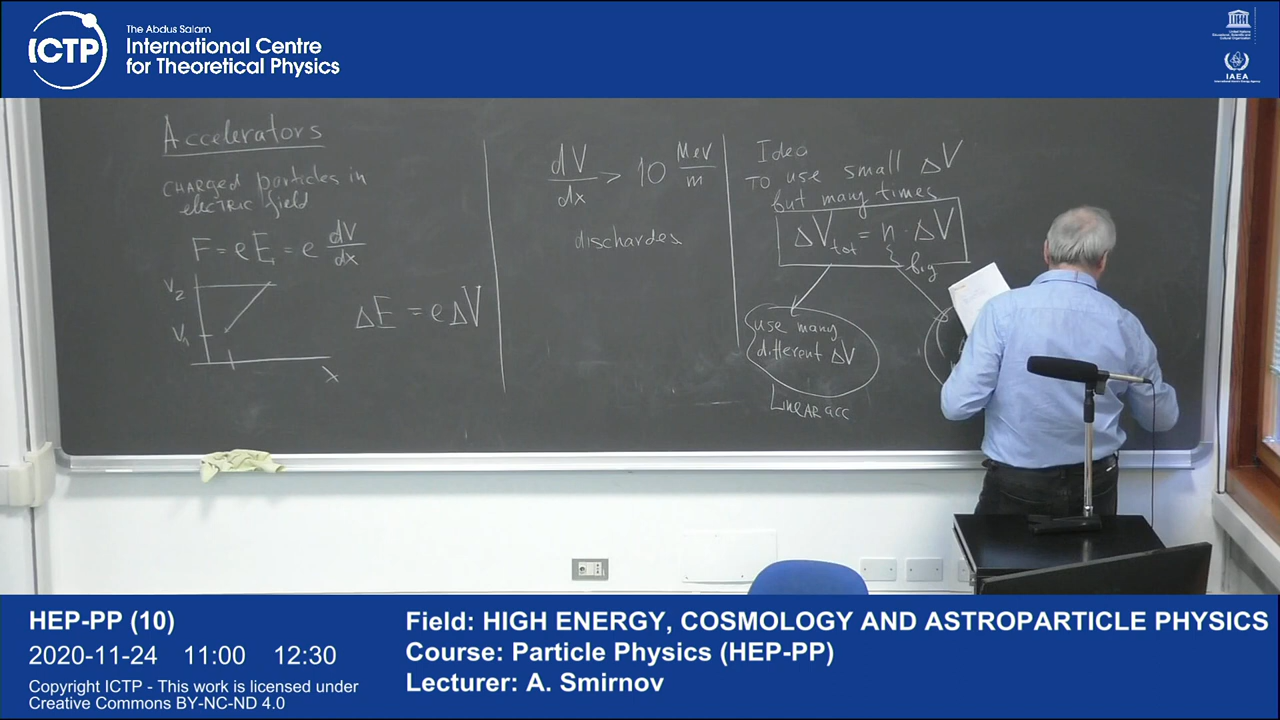 The Abdus Salam
ICTP
International Centre
for Theoretical Physics
IAEA
Accelerators
CHARGED particles in
electric field
F = eE = e dV/dx
V2
V1
x
ΔE = eΔV
dV/dx > 10 MeV/m
dischardes
Idea
TO use small ΔV
but many times
ΔVtot = n · ΔV
big
use many
different ΔV
LINEAR acc
HEP-PP (10)
2020-11-24 11:00 12:30
Copyright ICTP - This work is licensed under
Creative Commons BY-NC-ND 4.0
Field: HIGH ENERGY, COSMOLOGY AND ASTROPARTICLE PHYSICS
Course: Particle Physics (HEP-PP)
Lecturer: A. Smirnov